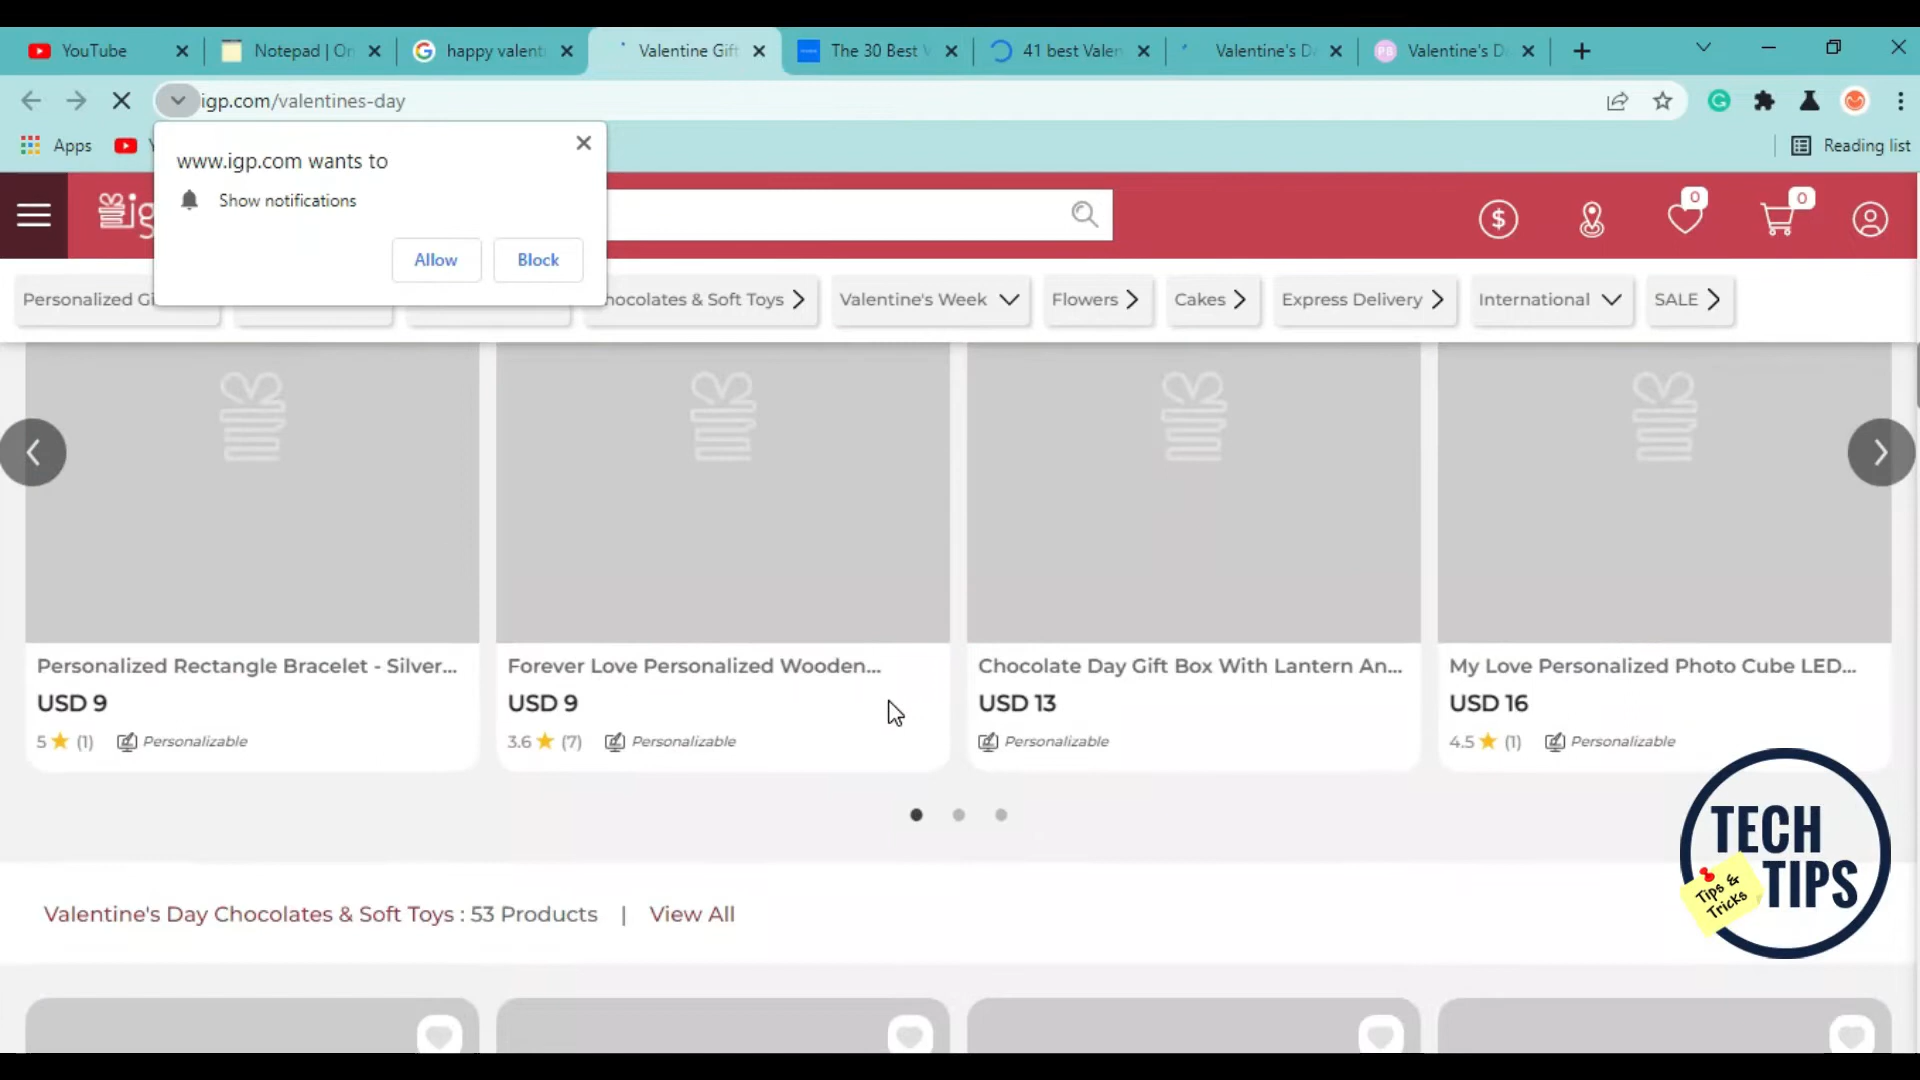 YouTube
Notepad | On
happy valent
Valentine Gift
The 30 Best
41 best Valen
Valentine's D
Valentine's D
igp.com/valentines-day
Apps
Reading list
www.igp.com wants to
Show notifications
Allow
Block
0
0
Personalized Gi
hocolates & Soft Toys
Valentine's Week
Flowers
Cakes
Express Delivery
International
SALE
Personalized Rectangle Bracelet - Silver...
USD 9
5 (1) Personalizable
Forever Love Personalized Wooden...
USD 9
3.6 (7) Personalizable
Chocolate Day Gift Box With Lantern An...
USD 13
Personalizable
My Love Personalized Photo Cube LED...
USD 16
4.5 (1) Personalizable
TECH
TIPS
Tips &
Tricks
Valentine's Day Chocolates & Soft Toys : 53 Products | View All